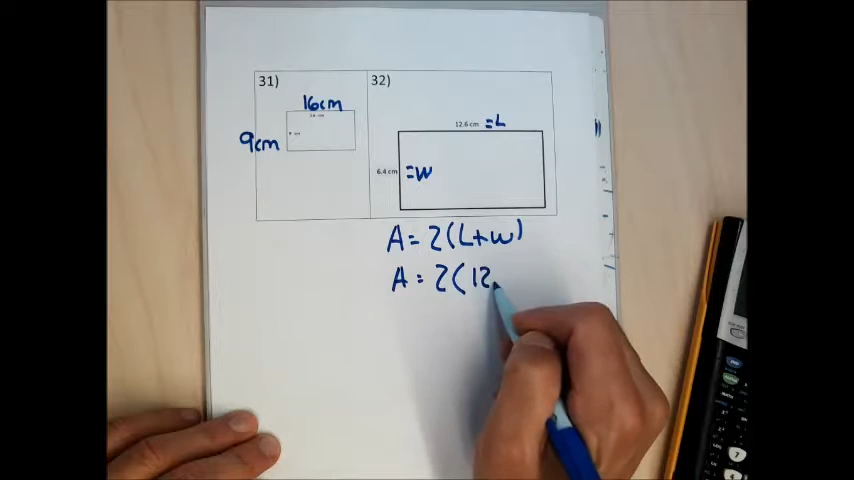 31)
32)
16cm
12.6 cm =L
9cm
6.4 cm =W
A = 2(L+W)
A = 2(12.